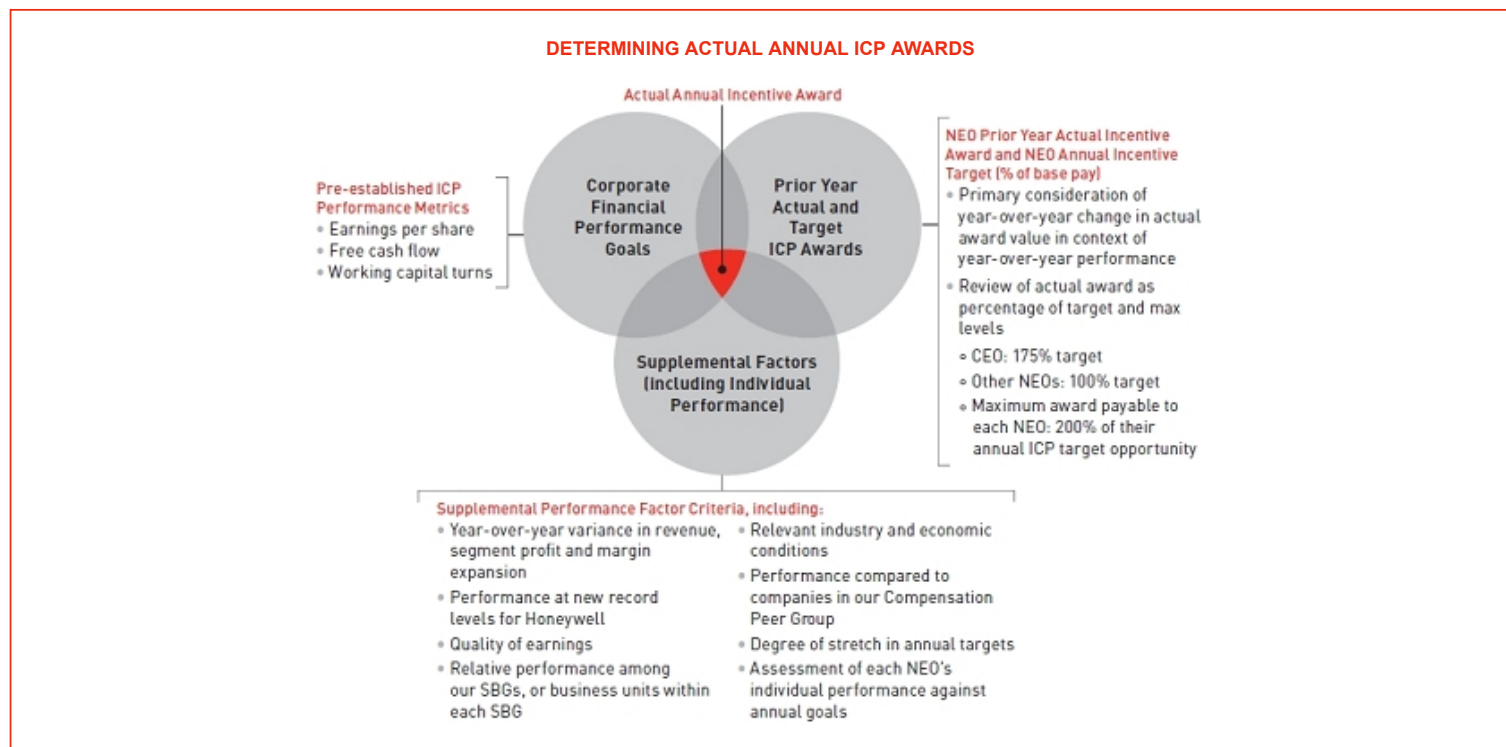 DETERMINING ACTUAL ANNUAL ICP AWARDS
Actual Annual Incentive Award
Pre-established ICP
Performance Metrics
• Earnings per share
• Free cash flow
• Working capital turns
Corporate
Financial
Performance
Goals
Prior Year
Actual and
Target
ICP Awards
Supplemental Factors
(including Individual
Performance)
NEO Prior Year Actual Incentive
Award and NEO Annual Incentive
Target (% of base pay)
• Primary consideration of
year-over-year change in actual
award value in context of
year-over-year performance
• Review of actual award as
percentage of target and max
levels
∘ CEO: 175% target
∘ Other NEOs: 100% target
∘ Maximum award payable to
each NEO: 200% of their
annual ICP target opportunity
Supplemental Performance Factor Criteria, including:
• Year-over-year variance in revenue,
segment profit and margin
expansion
• Performance at new record
levels for Honeywell
• Quality of earnings
• Relative performance among
our SBGs, or business units within
each SBG
• Relevant industry and economic
conditions
• Performance compared to
companies in our Compensation
Peer Group
• Degree of stretch in annual targets
• Assessment of each NEO's
individual performance against
annual goals